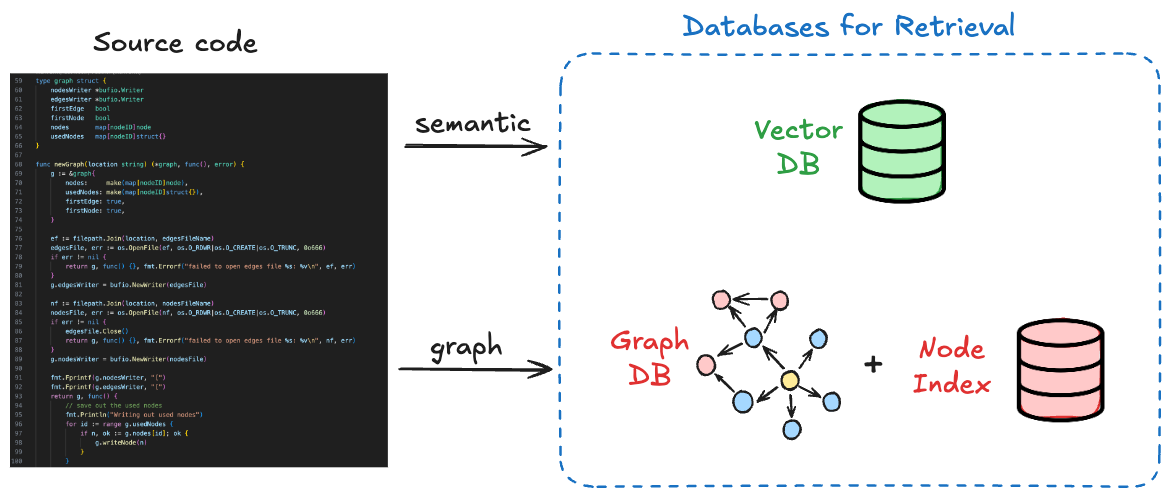 Source code
Databases for Retrieval
59 type graph struct {
60 nodesWriter *bufio.Writer
61 edgesWriter *bufio.Writer
62 firstEdge bool
63 firstNode bool
64 nodes map[nodeID]node
65 usedNodes map[nodeID]struct{}
66 }
67
68 func newGraph(location string) (*graph, func(), error) {
69 g := &graph{
70 nodes: make(map[nodeID]node),
71 usedNodes: make(map[nodeID]struct{}),
72 firstEdge: true,
73 firstNode: true,
74 }
75
76 ef := filepath.Join(location, edgesFileName)
77 edgesFile, err := os.OpenFile(ef, os.O_RDWR|os.O_CREATE|os.O_TRUNC, 0o666)
78 if err != nil {
79 return g, func() {}, fmt.Errorf("failed to open edges file %s: %v\n", ef, err)
80 }
81 g.edgesWriter = bufio.NewWriter(edgesFile)
82
83 nf := filepath.Join(location, nodesFileName)
84 nodesFile, err := os.OpenFile(nf, os.O_RDWR|os.O_CREATE|os.O_TRUNC, 0o666)
85 if err != nil {
86 edgesFile.Close()
87 return g, func() {}, fmt.Errorf("failed to open edges file %s: %v\n", nf, err)
88 }
89 g.nodesWriter = bufio.NewWriter(nodesFile)
90
91 fmt.Fprintf(g.nodesWriter, "[")
92 fmt.Fprintf(g.edgesWriter, "[")
93 return g, func() {
94 // save out the used nodes
95 fmt.Println("Writing out used nodes")
96 for id := range g.usedNodes {
97 if n, ok := g.nodes[id]; ok {
98 g.writeNode(n)
99 }
100 }
semantic
Vector
DB
graph
Graph
DB
+
Node
Index